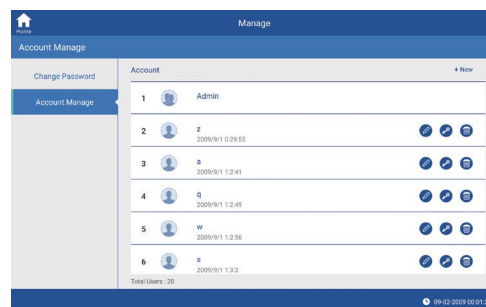 Home
Manage
Account Manage
Change Password
Account Manage
Account
+ New
1
Admin
2
z
2009/9/1 0:29:55
3
a
2009/9/1 1:2:41
4
q
2009/9/1 1:2:49
5
w
2009/9/1 1:2:56
6
s
2009/9/1 1:3:3
Total Users : 20
09-02-2009 00:01: